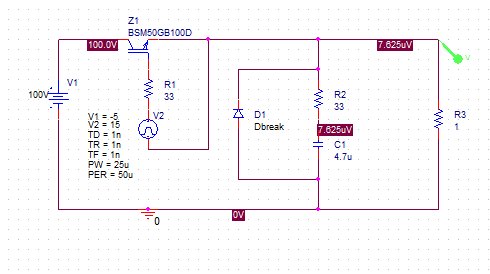 Z1
BSM50GB100D
100.0V
7.625uV
V
V1
100V
R1
33
V2
V1 = -5
V2 = 15
TD = 1n
TR = 1n
TF = 1n
PW = 25u
PER = 50u
D1
Dbreak
R2
33
7.625uV
C1
4.7u
R3
1
0
0V